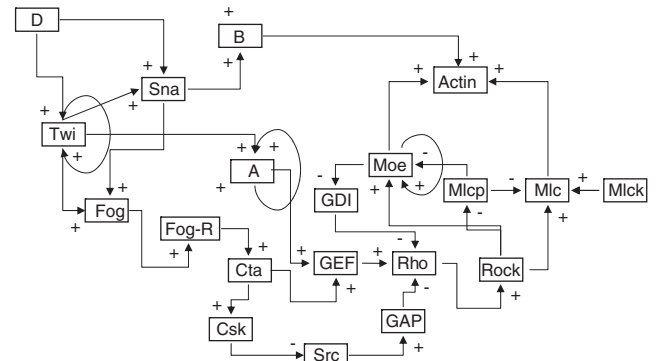 D
+
B
+
+
+
+
Actin
+
+
Sna
+
+
+
Twi
+
+
+
A
+
-
Moe
+
+
-
Mlcp
-
Mlc
+
Mlck
GDI
+
-
+
+
Fog
+
Fog-R
+
-
+
Cta
+
GEF
+
Rho
Rock
+
+
-
+
Csk
GAP
-
Src
+